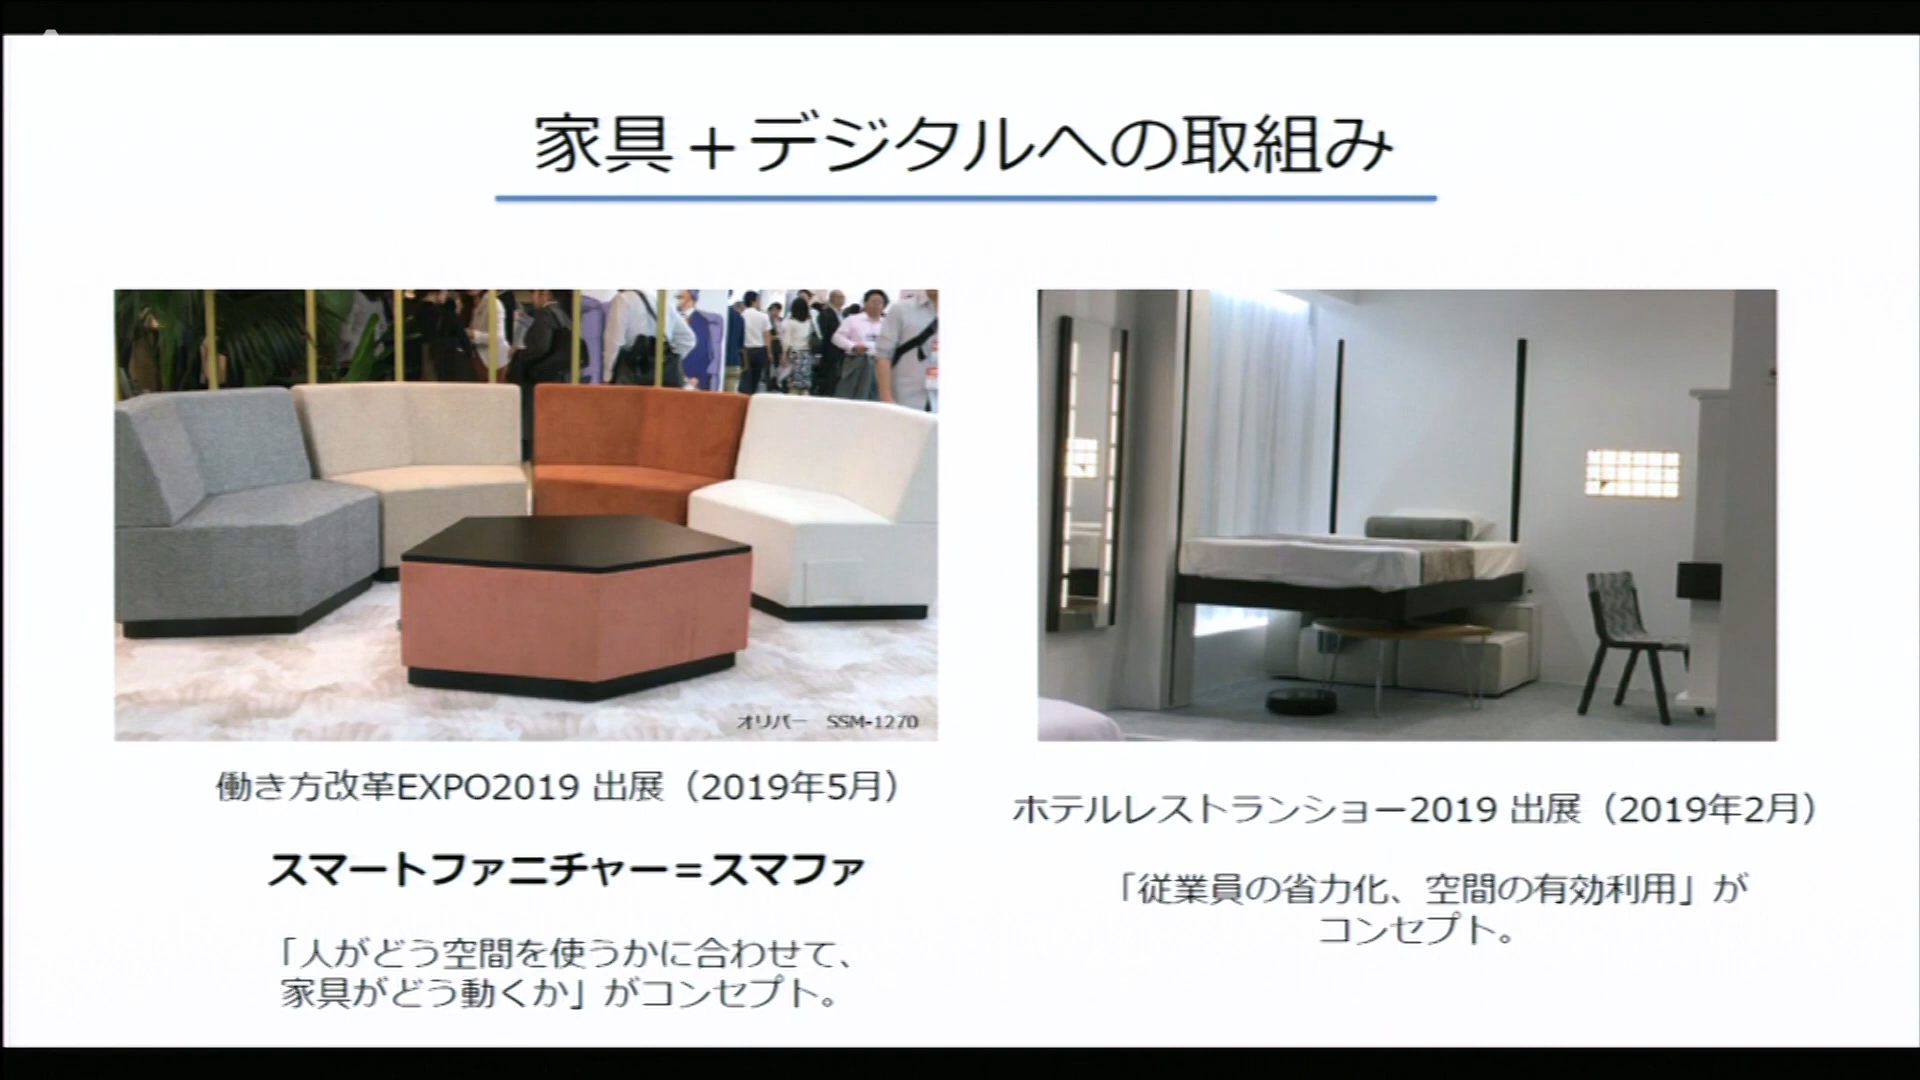 家具＋デジタルへの取組み
オリバー　SSM-1270
働き方改革EXPO2019 出展（2019年5月）
スマートファニチャー＝スマファ
「人がどう空間を使うかに合わせて、
家具がどう動くか」がコンセプト。
ホテルレストランショー2019 出展（2019年2月）
「従業員の省力化、空間の有効利用」が
コンセプト。